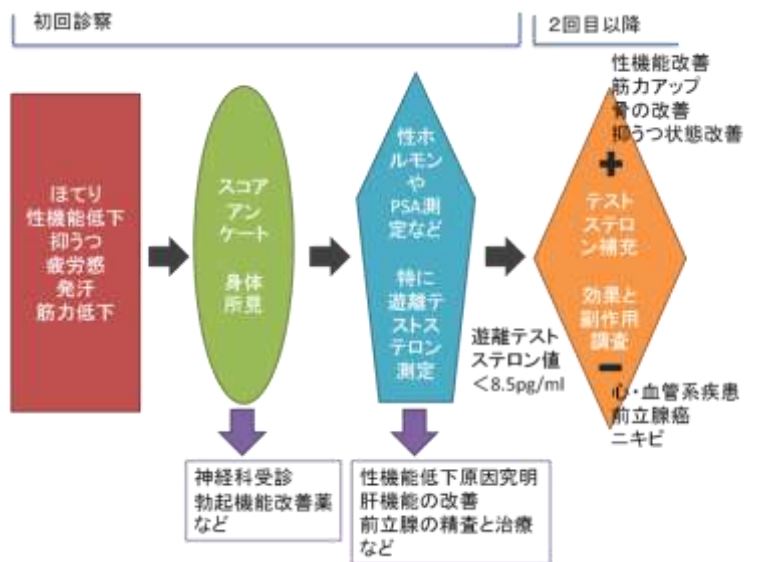 初回診察
2回目以降
ほてり
性機能低下
抑うつ
疲労感
発汗
筋力低下
スコア
アン
ケート
身体
所見
性ホ
ルモン
や
PSA測
定など
特に
遊離テ
ストス
テロン
測定
遊離テスト
ステロン値
＜8.5pg/ml
性機能改善
筋力アップ
骨の改善
抑うつ状態改善
+
テスト
ステロ
ン補充
効果と
副作用
調査
−
心・血管系疾患
前立腺癌
ニキビ
神経科受診
勃起機能改善薬
など
性機能低下原因究明
肝機能の改善
前立腺の精査と治療
など